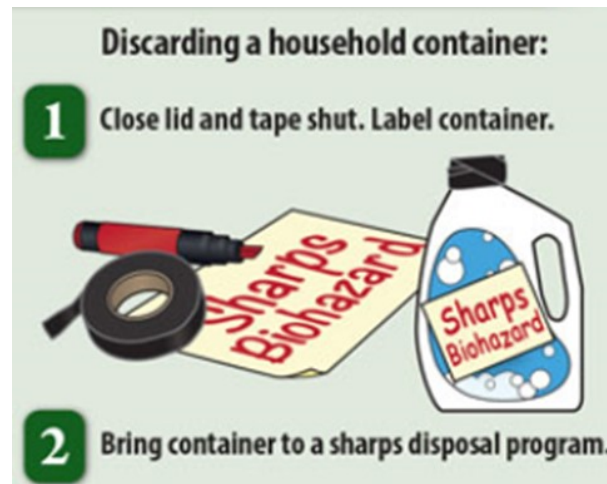 Discarding a household container:
1 Close lid and tape shut. Label container.
Sharps
Biohazard
Sharps
Biohazard
2 Bring container to a sharps disposal program.